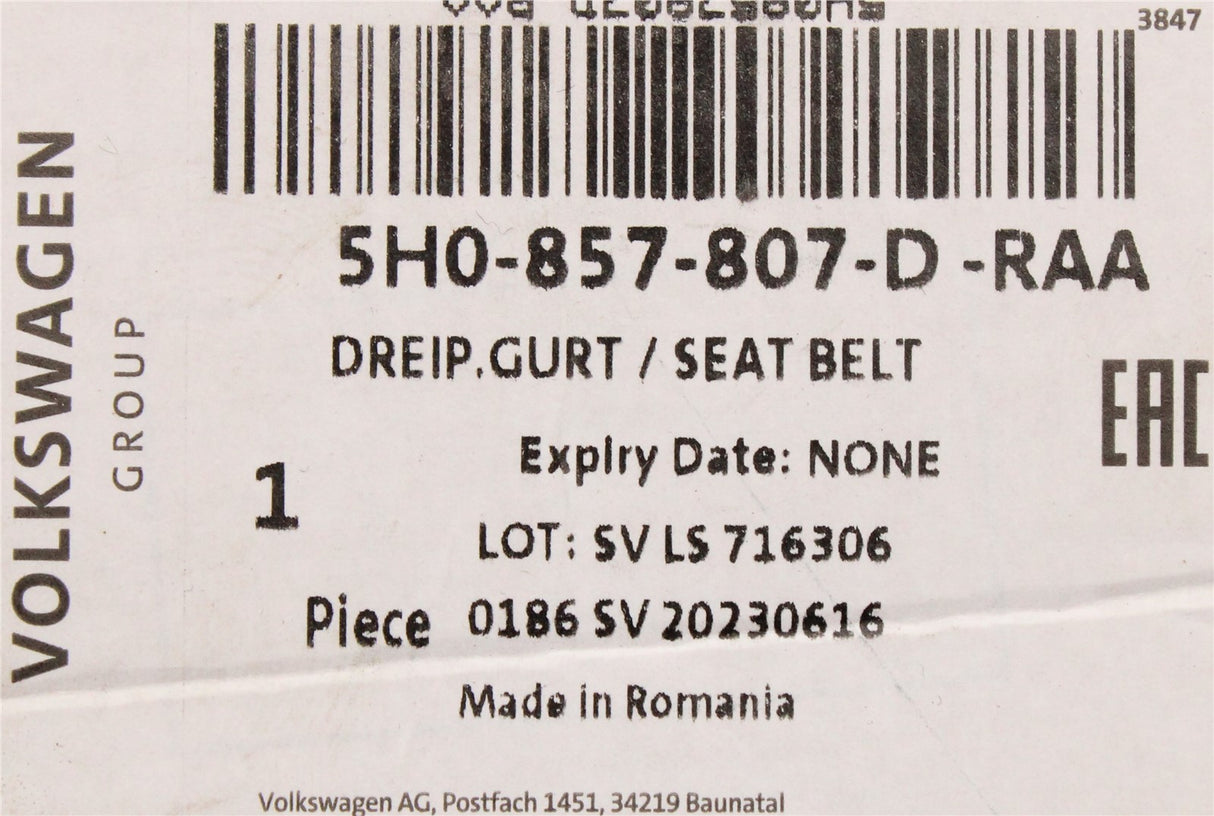 3847
5H0-857-807-D -RAA
DREIP.GURT / SEAT BELT
EAC
Expiry Date: NONE
1
LOT: SV LS 716306
Piece 0186 SV 20230616
Made in Romania
Volkswagen AG, Postfach 1451, 34219 Baunatal
VOLKSWAGEN
GROUP